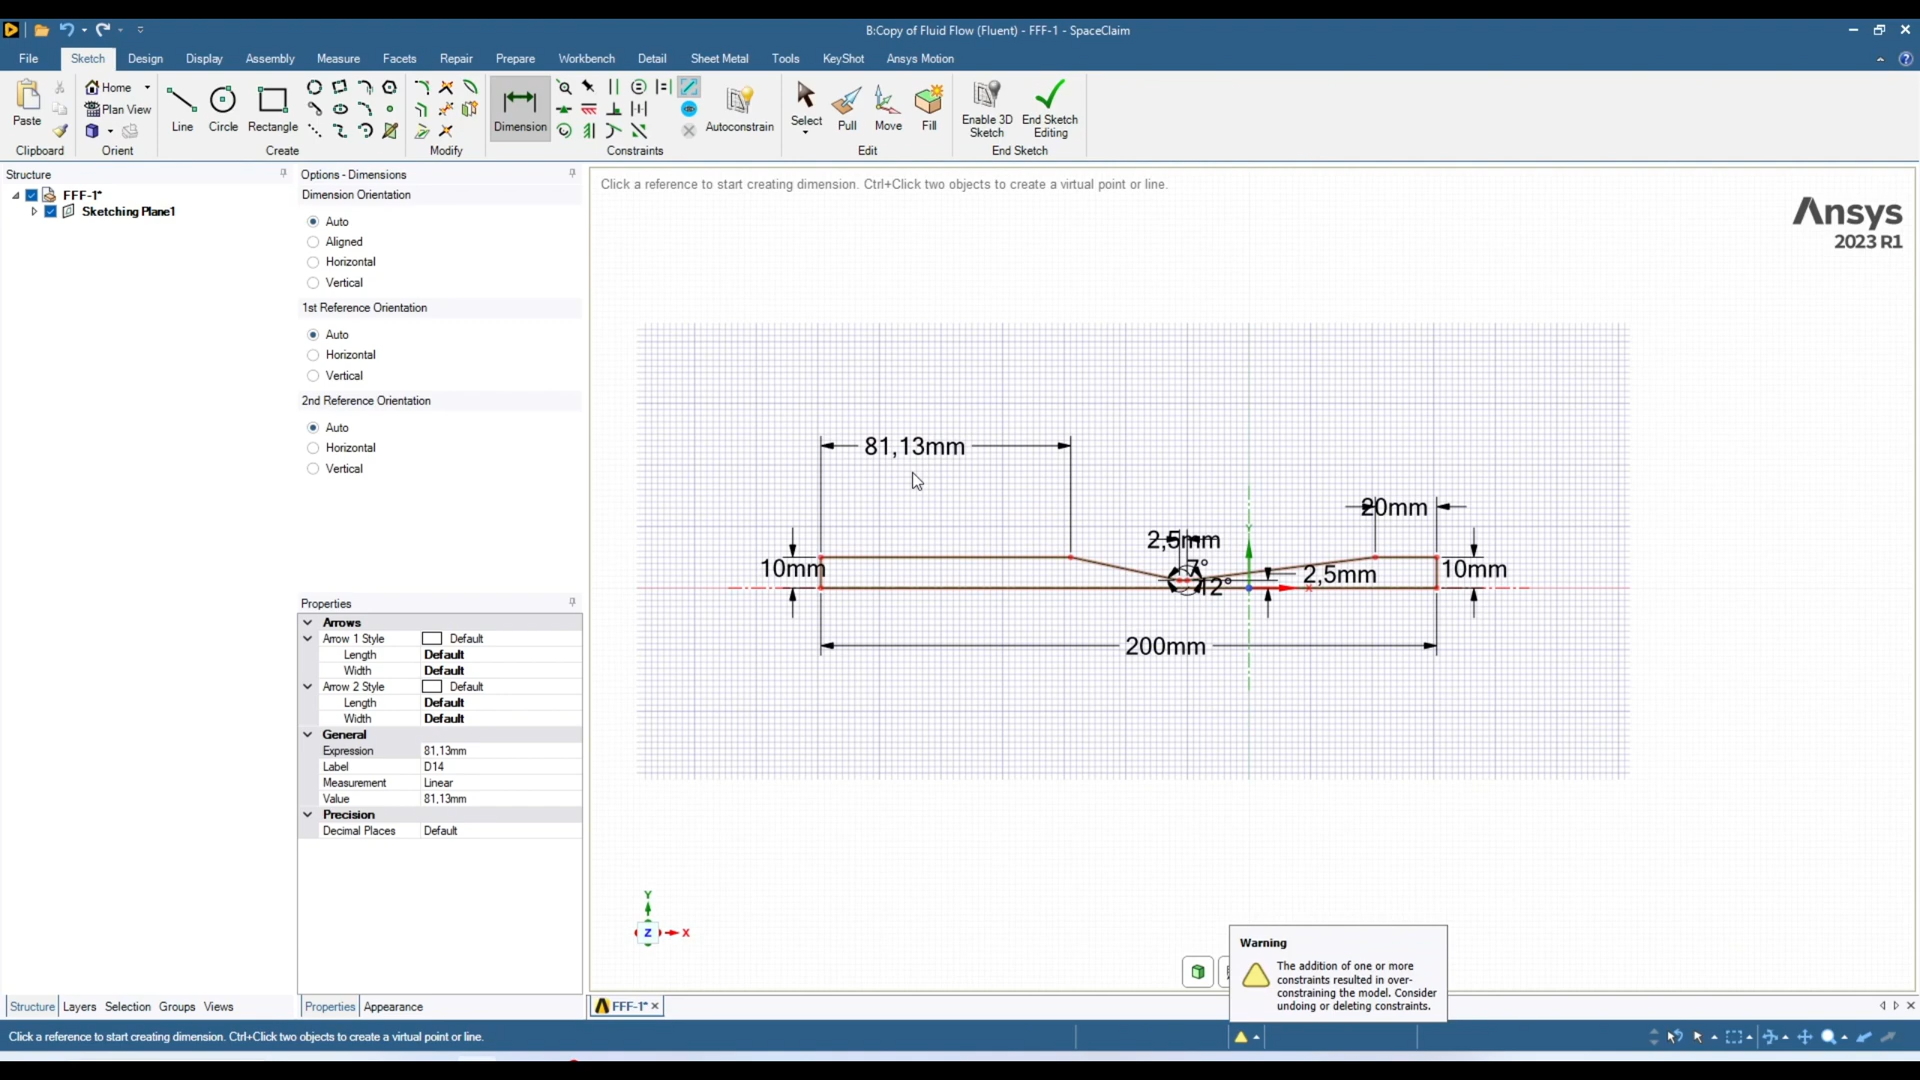 B:Copy of Fluid Flow (Fluent) - FFF-1 - SpaceClaim
File Sketch Design Display Assembly Measure Facets Repair Prepare Workbench Detail Sheet Metal Tools KeyShot Ansys Motion
Paste
Clipboard
Home
Plan View
Orient
Line Circle Rectangle
Create
Modify
Dimension
Autoconstrain
Constraints
Select Pull Move Fill
Edit
Enable 3D Sketch
End Sketch Editing
End Sketch
Structure
FFF-1*
Sketching Plane1
Options - Dimensions
Dimension Orientation
Auto
Aligned
Horizontal
Vertical
1st Reference Orientation
Auto
Horizontal
Vertical
2nd Reference Orientation
Auto
Horizontal
Vertical
Properties
Arrows
Arrow 1 Style Default
Length Default
Width Default
Arrow 2 Style Default
Length Default
Width Default
General
Expression 81,13mm
Label D14
Measurement Linear
Value 81,13mm
Precision
Decimal Places Default
Click a reference to start creating dimension. Ctrl+Click two objects to create a virtual point or line.
Ansys
2023 R1
81,13mm
20mm
2,5mm
7°
10mm
12°
2,5mm
10mm
200mm
Y
X
Y
Z
X
Warning
The addition of one or more
constraints resulted in over-
constraining the model. Consider
undoing or deleting constraints.
Structure Layers Selection Groups Views
Properties Appearance
FFF-1*
Click a reference to start creating dimension. Ctrl+Click two objects to create a virtual point or line.